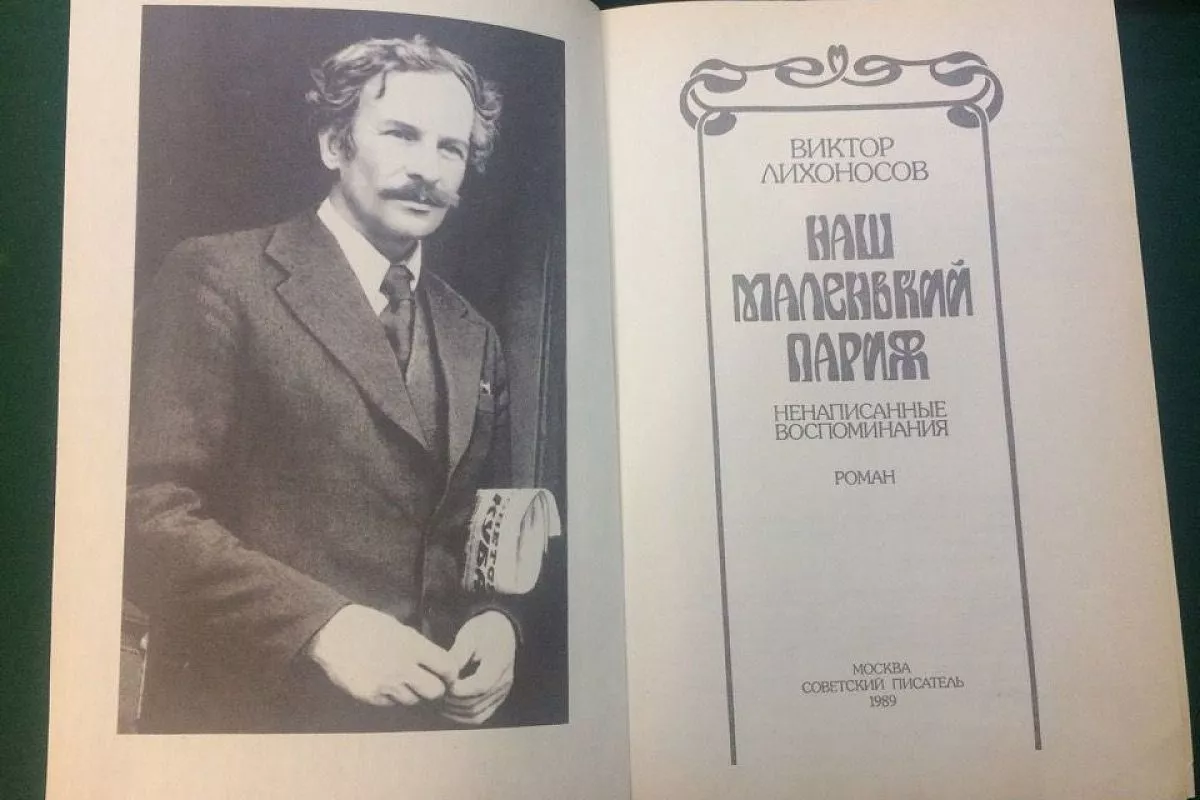 ВИКТОР
ЛИХОНОСОВ
НАШ
МАЛЕНЬКИЙ
ПАРИЖ
НЕНАПИСАННЫЕ
ВОСПОМИНАНИЯ
РОМАН
МОСКВА
СОВЕТСКИЙ ПИСАТЕЛЬ
1989